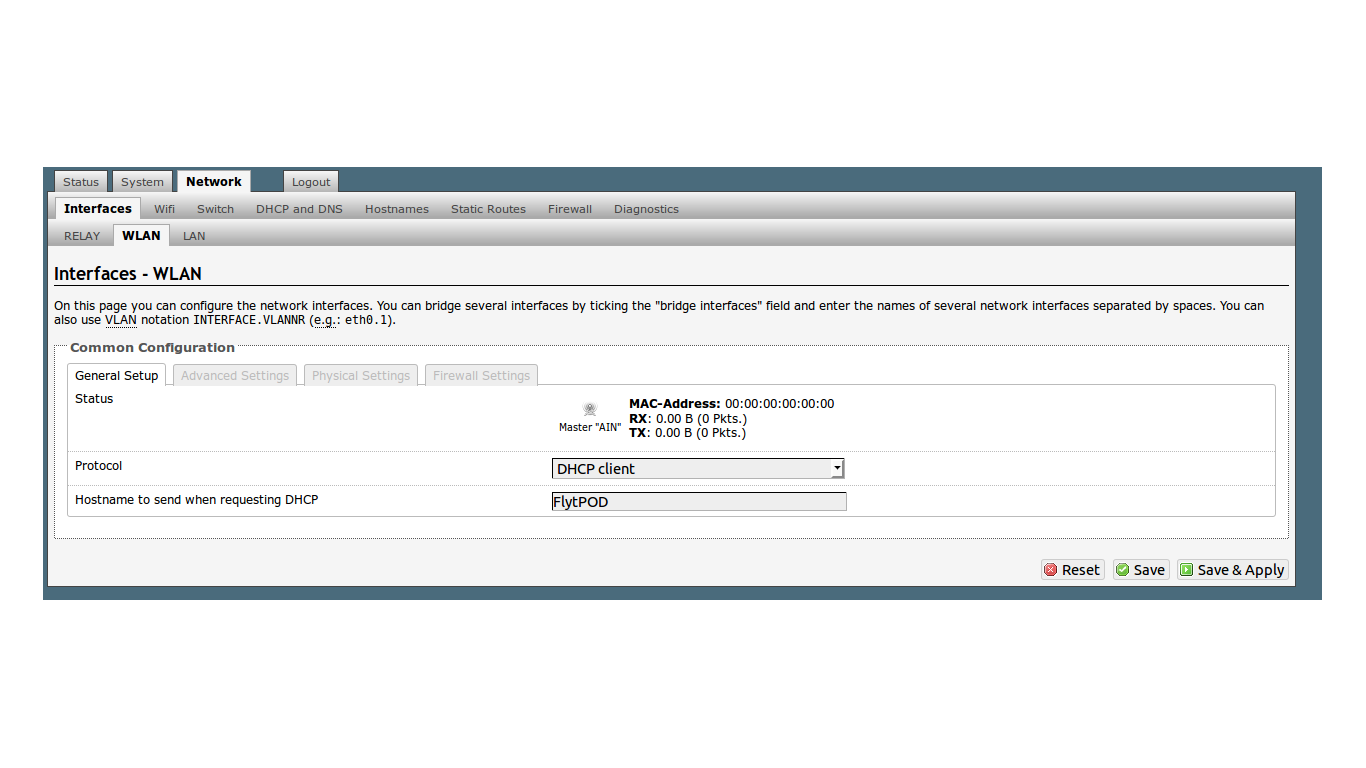 Status System Network Logout
Interfaces Wifi Switch DHCP and DNS Hostnames Static Routes Firewall Diagnostics
RELAY WLAN LAN
Interfaces - WLAN
On this page you can configure the network interfaces. You can bridge several interfaces by ticking the "bridge interfaces" field and enter the names of several network interfaces separated by spaces. You can
also use VLAN notation INTERFACE.VLANNR (e.g.: eth0.1).
Common Configuration
General Setup Advanced Settings Physical Settings Firewall Settings
Status
Master "AIN"
MAC-Address: 00:00:00:00:00:00
RX: 0.00 B (0 Pkts.)
TX: 0.00 B (0 Pkts.)
Protocol DHCP client
Hostname to send when requesting DHCP FlytPOD
Reset Save Save & Apply